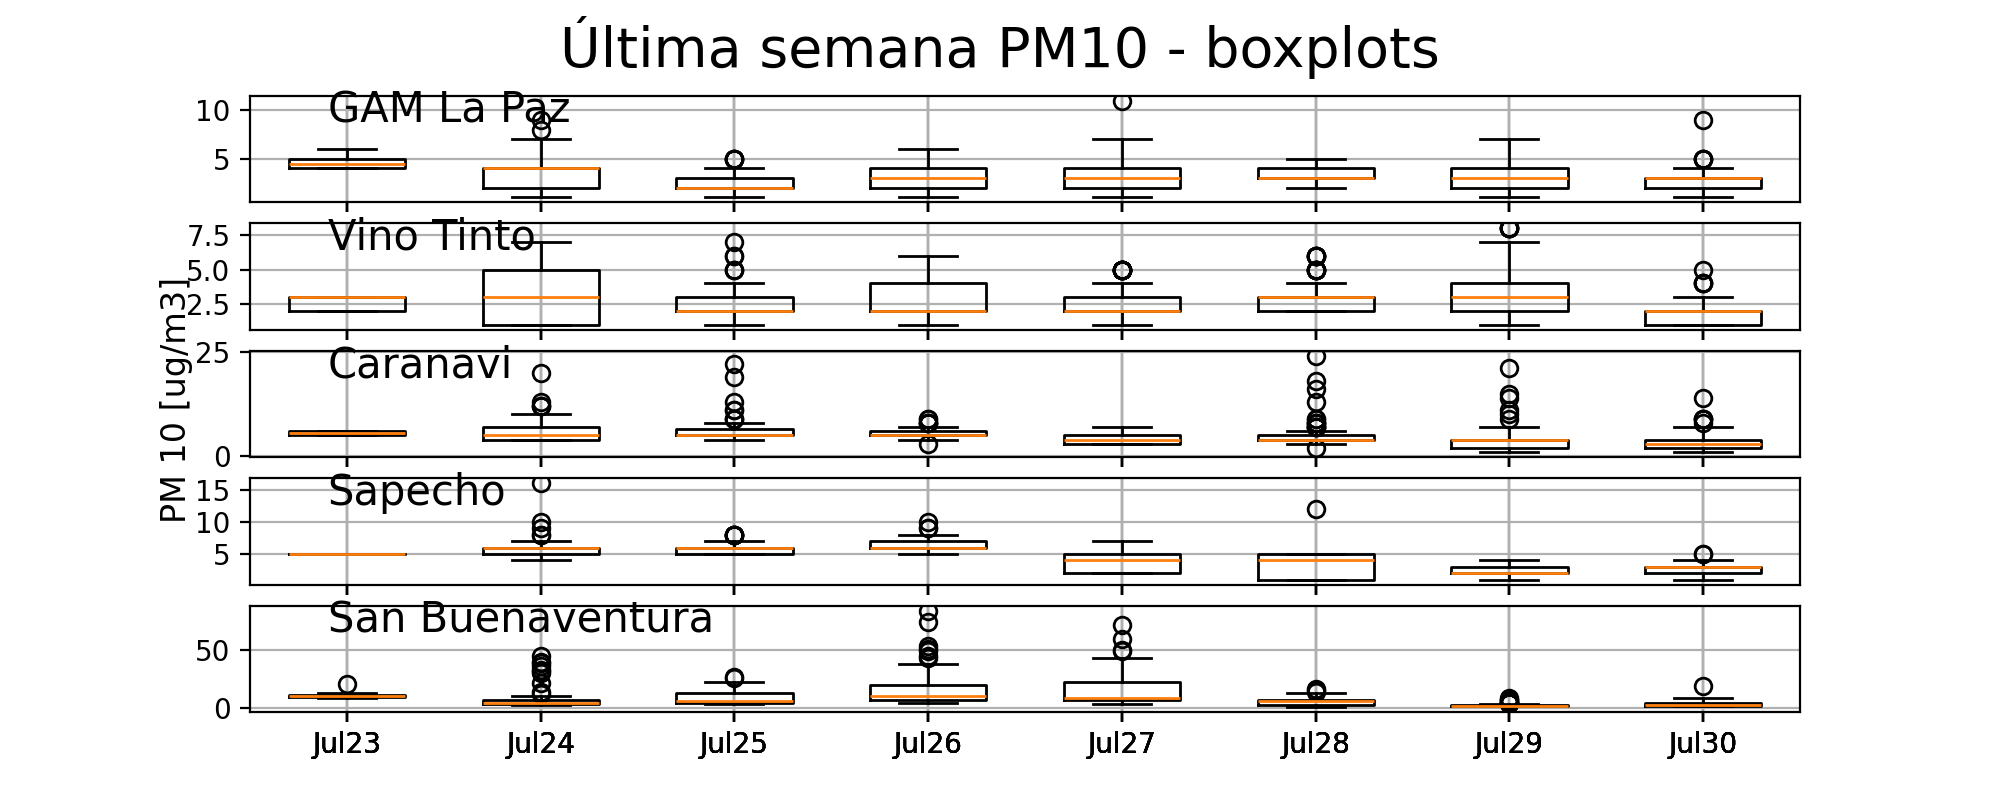 Última semana PM10 - boxplots
GAM La Paz
10
5
Vino Tinto
7.5
5.0
2.5
PM 10 [ug/m3]
Caranavi
25
0
Sapecho
15
10
5
San Buenaventura
50
0
Jul23 Jul24 Jul25 Jul26 Jul27 Jul28 Jul29 Jul30